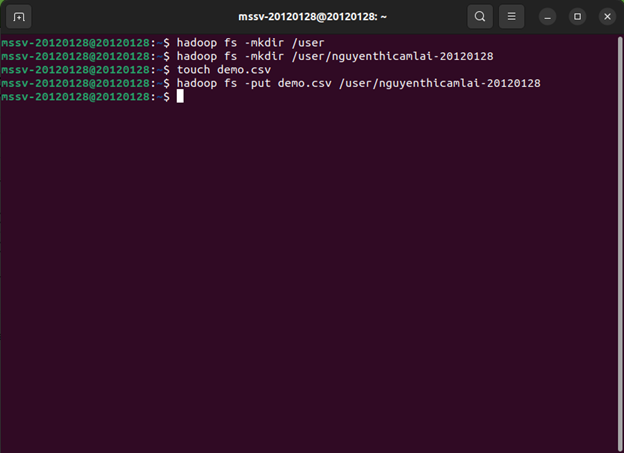 mssv-20120128@20120128: ~
mssv-20120128@20120128:~$ hadoop fs -mkdir /user
mssv-20120128@20120128:~$ hadoop fs -mkdir /user/nguyenthicamlai-20120128
mssv-20120128@20120128:~$ touch demo.csv
mssv-20120128@20120128:~$ hadoop fs -put demo.csv /user/nguyenthicamlai-20120128
mssv-20120128@20120128:~$